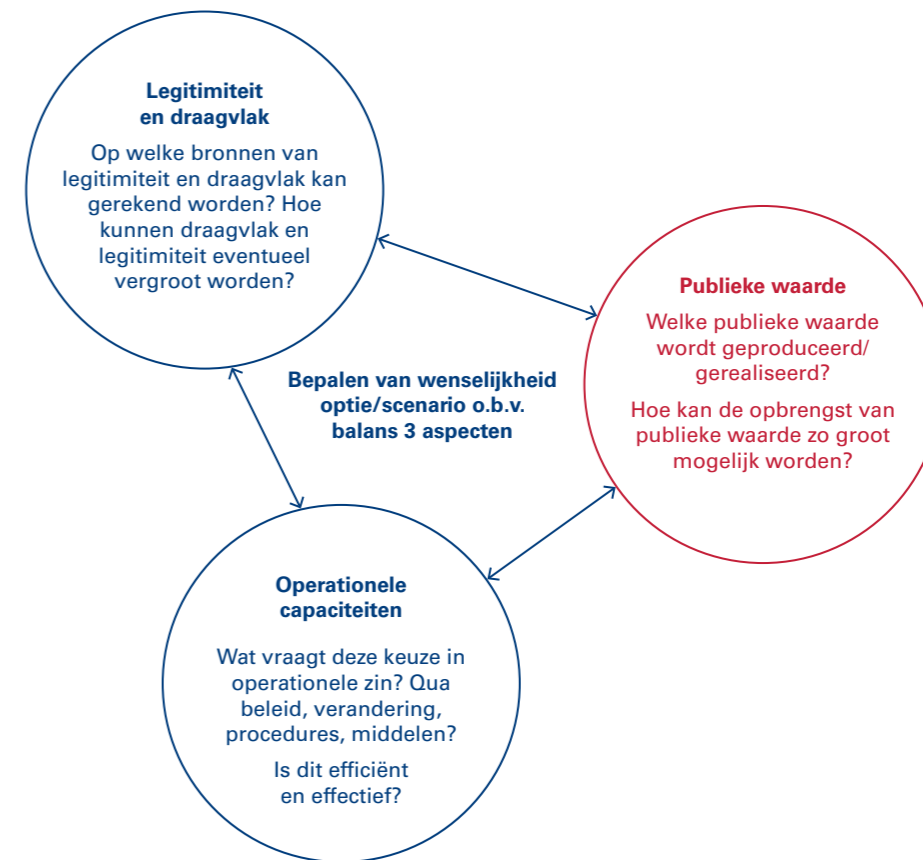 Legitimiteit
en draagvlak
Op welke bronnen van
legitimiteit en draagvlak kan
gerekend worden? Hoe
kunnen draagvlak en
legitimiteit eventueel
vergroot worden?
Publieke waarde
Welke publieke waarde
wordt geproduceerd/
gerealiseerd?
Hoe kan de opbrengst van
publieke waarde zo groot
mogelijk worden?
Bepalen van wenselijkheid
optie/scenario o.b.v.
balans 3 aspecten
Operationele
capaciteiten
Wat vraagt deze keuze in
operationele zin? Qua
beleid, verandering,
procedures, middelen?
Is dit efficiënt
en effectief?